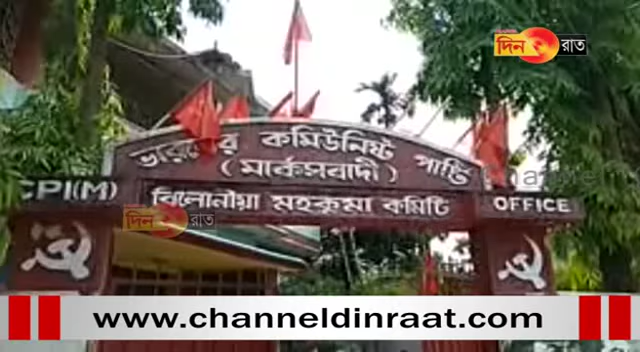 দিন রাত
ভারতের কমিউনিস্ট পার্টি
(মার্কসবাদী)
CPI(M) বিলোনীয়া মহকুমা কমিটি OFFICE
দিন রাত
www.channeldinraat.com